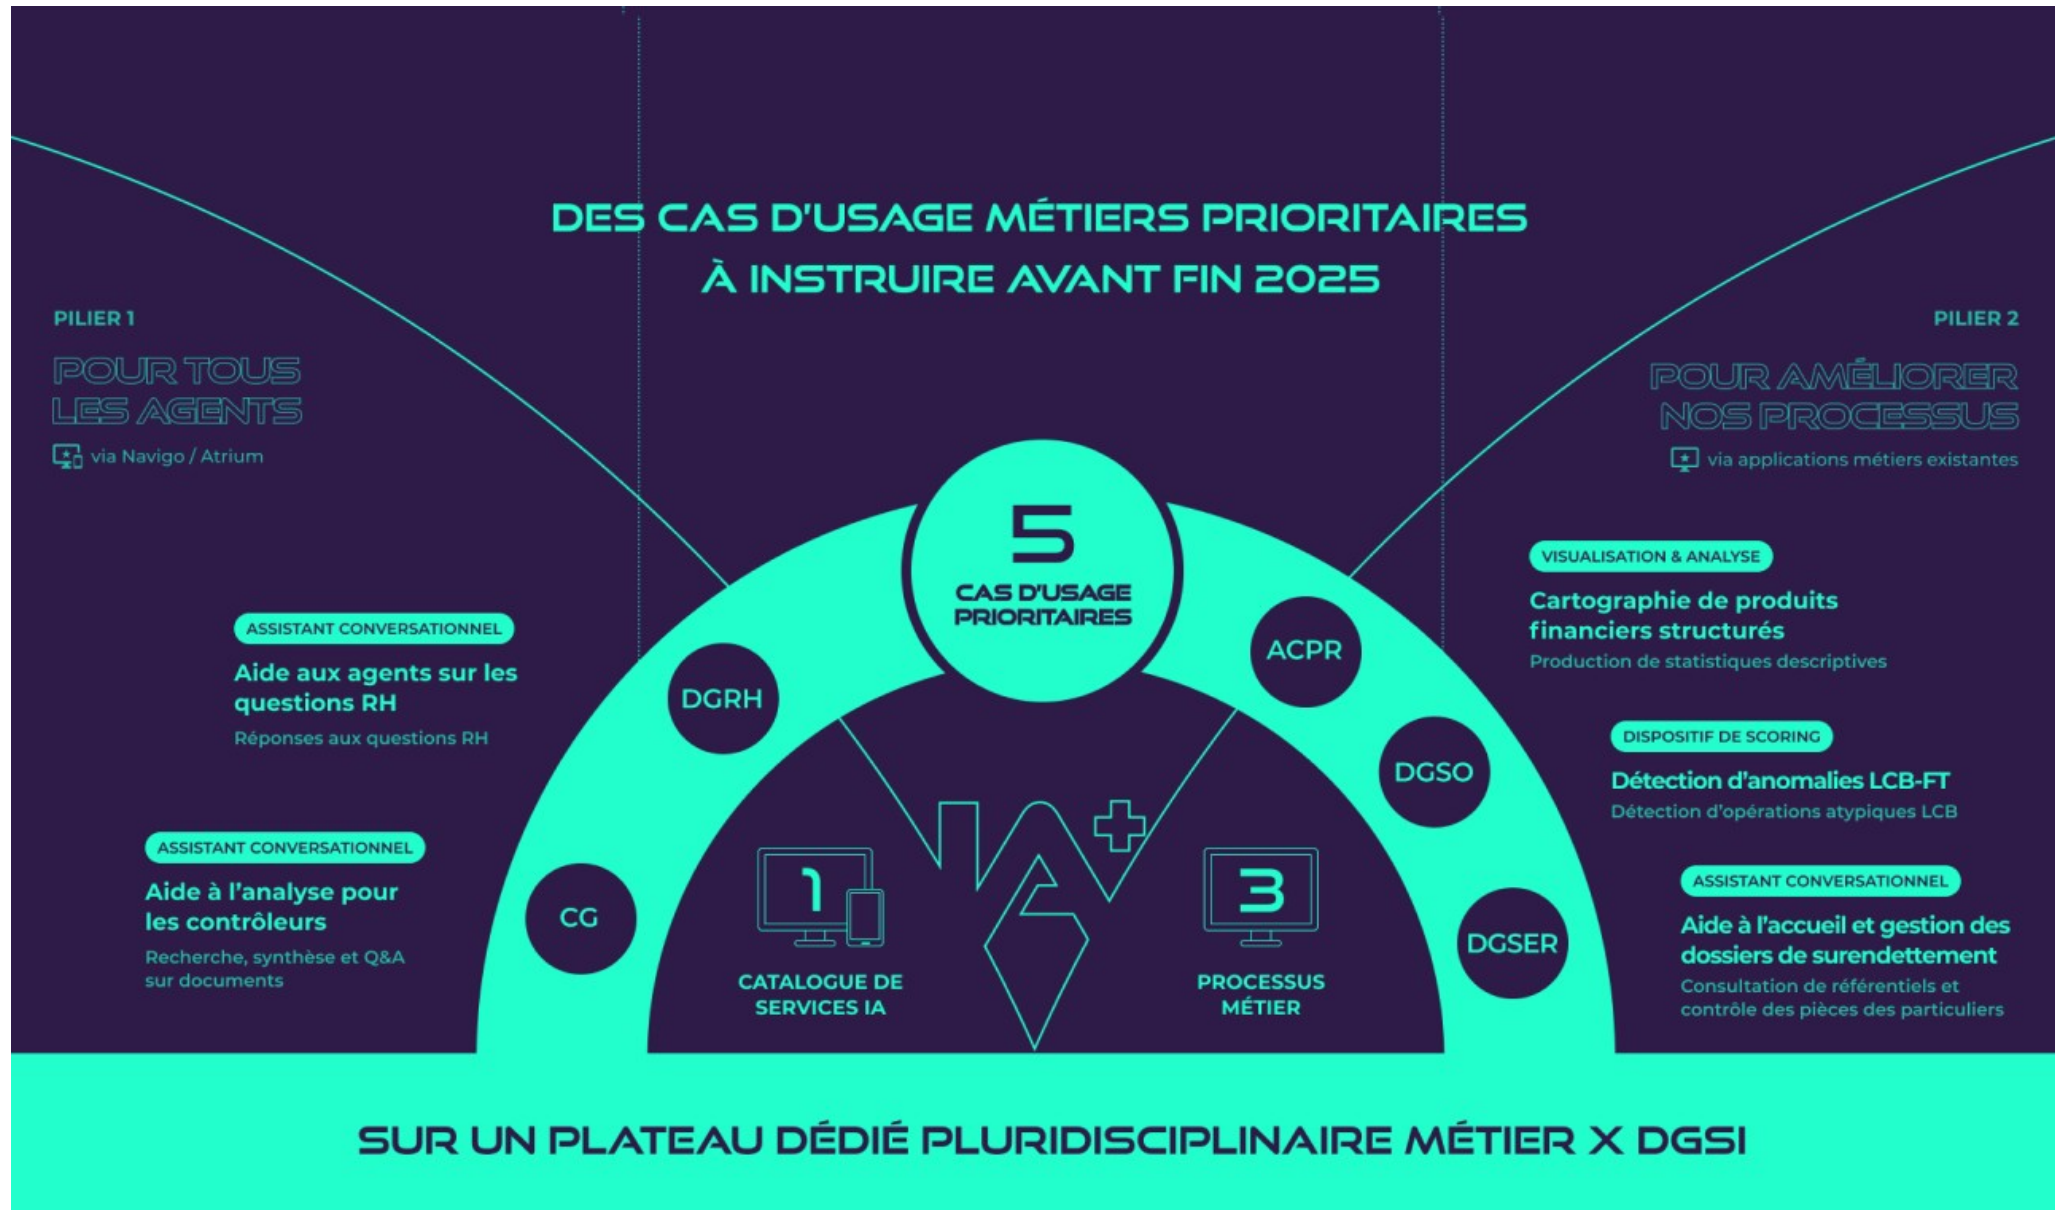 DES CAS D'USAGE MÉTIERS PRIORITAIRES
À INSTRUIRE AVANT FIN 2025
PILIER 1
POUR TOUS
LES AGENTS
via Navigo / Atrium
ASSISTANT CONVERSATIONNEL
Aide aux agents sur les
questions RH
Réponses aux questions RH
ASSISTANT CONVERSATIONNEL
Aide à l'analyse pour
les contrôleurs
Recherche, synthèse et Q&A
sur documents
5
CAS D'USAGE
PRIORITAIRES
DGRH
CG
ACPR
DGSO
DGSER
IA+
1
CATALOGUE DE
SERVICES IA
3
PROCESSUS
MÉTIER
PILIER 2
POUR AMÉLIORER
NOS PROCESSUS
via applications métiers existantes
VISUALISATION & ANALYSE
Cartographie de produits
financiers structurés
Production de statistiques descriptives
DISPOSITIF DE SCORING
Détection d'anomalies LCB-FT
Détection d'opérations atypiques LCB
ASSISTANT CONVERSATIONNEL
Aide à l'accueil et gestion des
dossiers de surendettement
Consultation de référentiels et
contrôle des pièces des particuliers
SUR UN PLATEAU DÉDIÉ PLURIDISCIPLINAIRE MÉTIER X DGSI